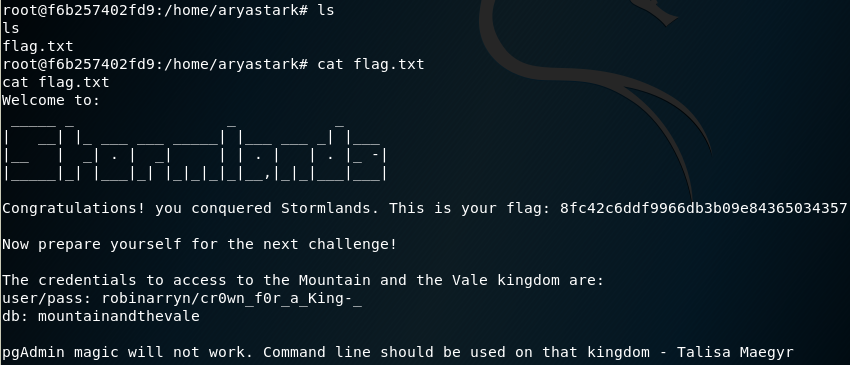 root@f6b257402fd9:/home/aryastark# ls
ls
flag.txt
root@f6b257402fd9:/home/aryastark# cat flag.txt
cat flag.txt
Welcome to:
Stormlands
Congratulations! you conquered Stormlands. This is your flag: 8fc42c6ddf9966db3b09e84365034357
Now prepare yourself for the next challenge!
The credentials to access to the Mountain and the Vale kingdom are:
user/pass: robinarryn/cr0wn_f0r_a_King-_
db: mountainandthevale
pgAdmin magic will not work. Command line should be used on that kingdom - Talisa Maegyr